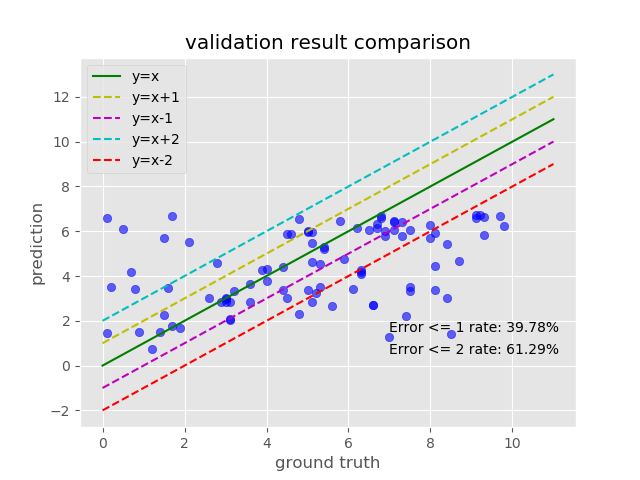 validation result comparison
y=x
y=x+1
y=x-1
y=x+2
y=x-2
12
10
8
6
4
2
0
−2
prediction
Error <= 1 rate: 39.78%
Error <= 2 rate: 61.29%
0 2 4 6 8 10
ground truth